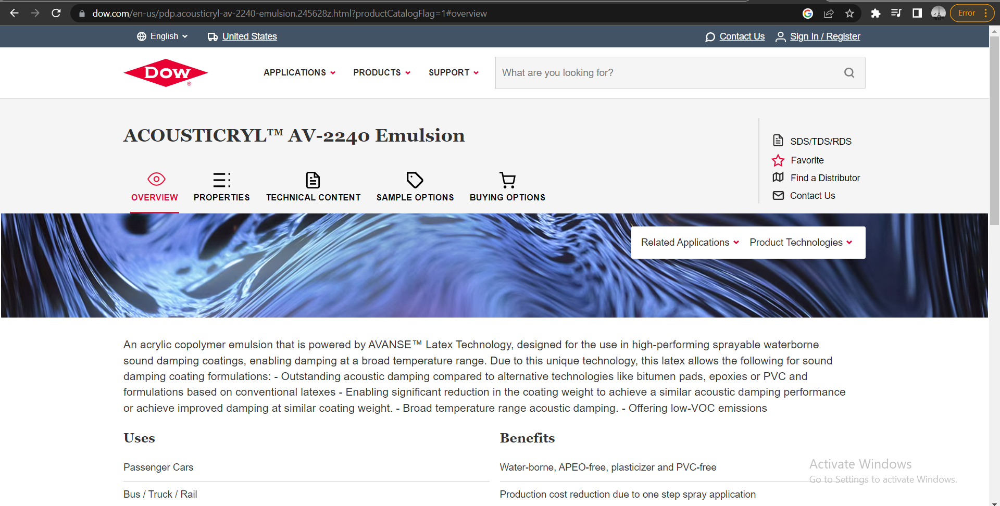 dow.com/en-us/pdp.acousticryl-av-2240-emulsion.245628z.html?productCatalogFlag=1#overview
Error
English
United States
Contact Us
Sign In / Register
DOW
®
APPLICATIONS
PRODUCTS
SUPPORT
What are you looking for?
ACOUSTICRYL™ AV-2240 Emulsion
SDS/TDS/RDS
Favorite
Find a Distributor
Contact Us
OVERVIEW
PROPERTIES
TECHNICAL CONTENT
SAMPLE OPTIONS
BUYING OPTIONS
Related Applications
Product Technologies
An acrylic copolymer emulsion that is powered by AVANSE™ Latex Technology, designed for the use in high-performing sprayable waterborne
sound damping coatings, enabling damping at a broad temperature range. Due to this unique technology, this latex allows the following for sound
damping coating formulations: - Outstanding acoustic damping compared to alternative technologies like bitumen pads, epoxies or PVC and
formulations based on conventional latexes - Enabling significant reduction in the coating weight to achieve a similar acoustic damping performance
or achieve improved damping at similar coating weight. - Broad temperature range acoustic damping. - Offering low-VOC emissions
Uses
Passenger Cars
Bus / Truck / Rail
Benefits
Water-borne, APEO-free, plasticizer and PVC-free
Production cost reduction due to one step spray application
Activate Windows
Go to Settings to activate Windows.